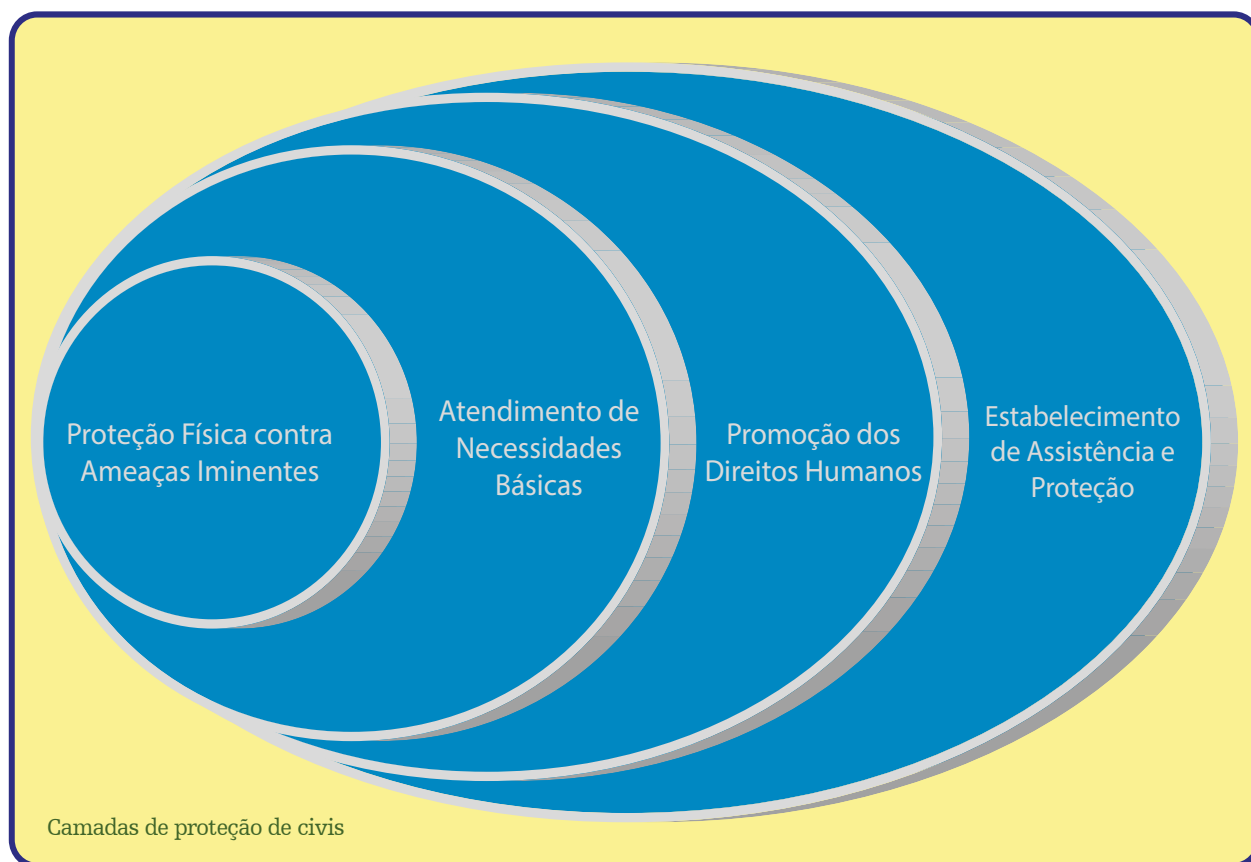 Proteção Física contra
Ameaças Iminentes
Atendimento de
Necessidades
Básicas
Promoção dos
Direitos Humanos
Estabelecimento
de Assistência e
Proteção
Camadas de proteção de civis